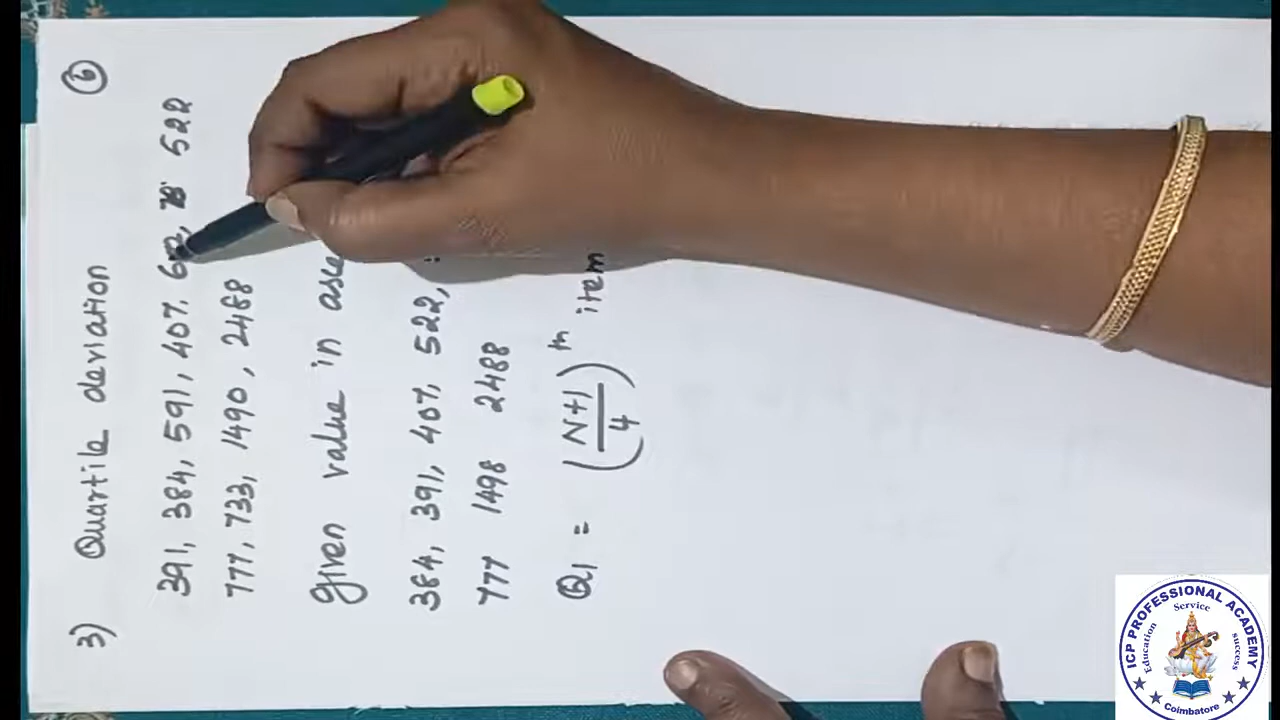 3) Quartile deviation 6
391, 384, 591, 407, 522
777, 733, 1490, 2488
Given value in
384, 391, 407, 522,
777 1498 2488
Q1 = (N+1/4)th item
ICP PROFESSIONAL ACADEMY
Service
Education
success
Coimbatore